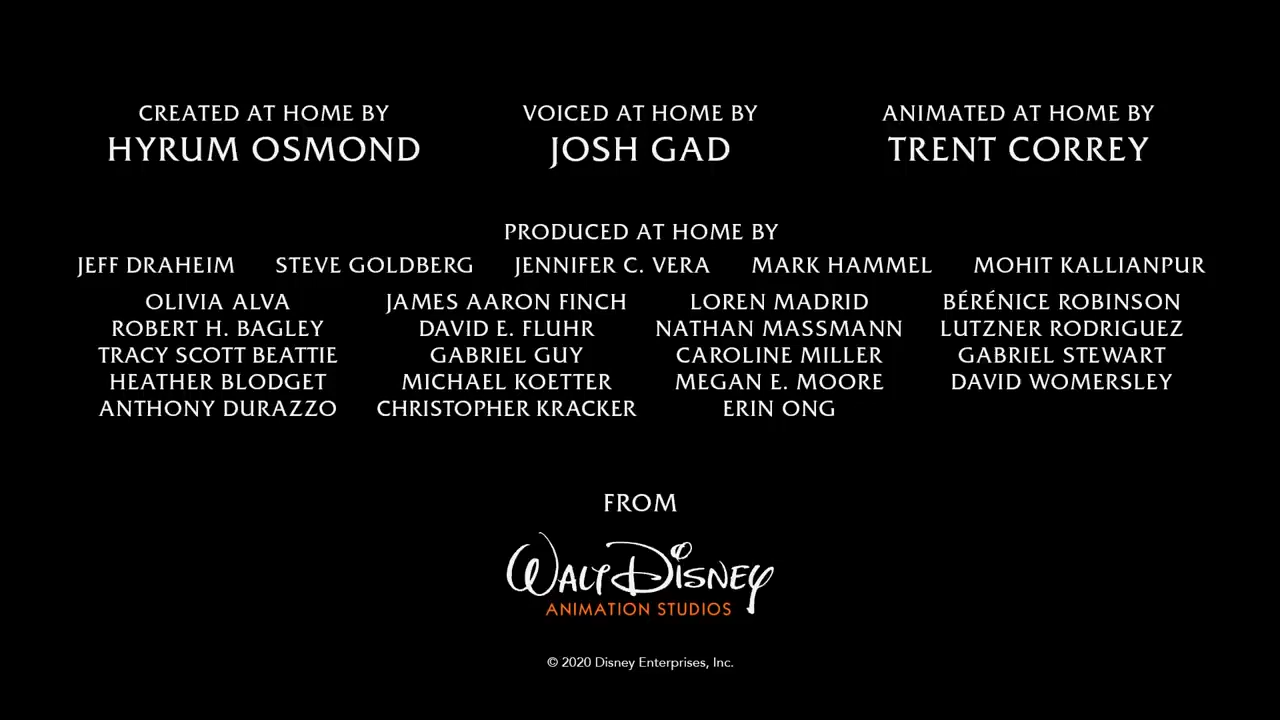 CREATED AT HOME BY VOICED AT HOME BY ANIMATED AT HOME BY
HYRUM OSMOND JOSH GAD TRENT CORREY
PRODUCED AT HOME BY
JEFF DRAHEIM STEVE GOLDBERG JENNIFER C. VERA MARK HAMMEL MOHIT KALLIANPUR
OLIVIA ALVA JAMES AARON FINCH LOREN MADRID BÉRÉNICE ROBINSON
ROBERT H. BAGLEY DAVID E. FLUHR NATHAN MASSMANN LUTZNER RODRIGUEZ
TRACY SCOTT BEATTIE GABRIEL GUY CAROLINE MILLER GABRIEL STEWART
HEATHER BLODGET MICHAEL KOETTER MEGAN E. MOORE DAVID WOMERSLEY
ANTHONY DURAZZO CHRISTOPHER KRACKER ERIN ONG
FROM
WALT DISNEY
ANIMATION STUDIOS
© 2020 Disney Enterprises, Inc.